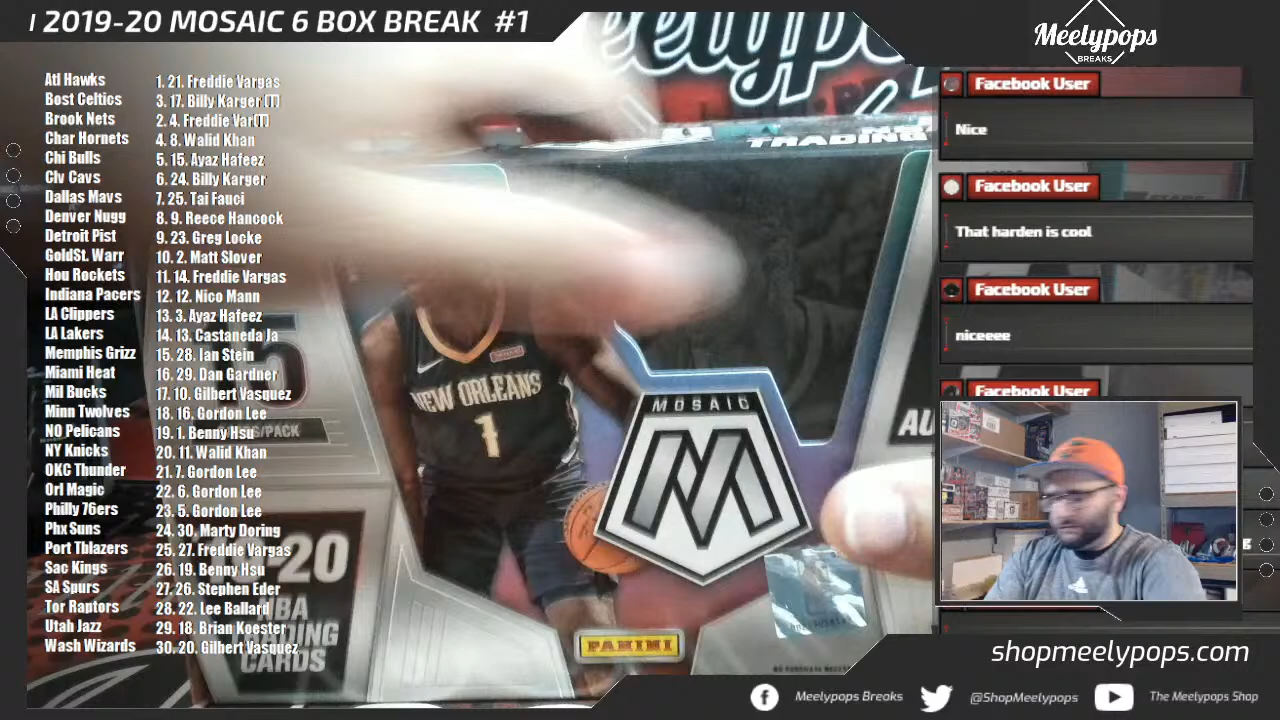 2019-20 MOSAIC 6 BOX BREAK #1
Meelypops
BREAKS
Atl Hawks 1. 21. Freddie Vargas
Bost Celtics 3. 17. Billy Karger (T)
Brook Nets 2. 4. Freddie Var(T)
Char Hornets 4. 8. Walid Khan
Chi Bulls 5. 15. Ayaz Hafeez
Clv Cavs 6. 24. Billy Karger
Dallas Mavs 7. 25. Tai Fauci
Denver Nugg 8. 9. Reece Hancock
Detroit Pist 9. 23. Greg Locke
GoldSt. Warr 10. 2. Matt Slover
Hou Rockets 11. 14. Freddie Vargas
Indiana Pacers 12. 12. Nico Mann
LA Clippers 13. 3. Ayaz Hafeez
LA Lakers 14. 13. Castaneda Ja
Memphis Grizz 15. 28. Ian Stein
Miami Heat 16. 29. Dan Gardner
Mil Bucks 17. 10. Gilbert Vasquez
Minn Twolves 18. 16. Gordon Lee
NO Pelicans 19. 1. Benny Hsu
NY Knicks 20. 11. Walid Khan
OKC Thunder 21. 7. Gordon Lee
Orl Magic 22. 6. Gordon Lee
Philly 76ers 23. 5. Gordon Lee
Phx Suns 24. 30. Marty Doring
Port Tblazers 25. 27. Freddie Vargas
Sac Kings 26. 19. Benny Hsu
SA Spurs 27. 26. Stephen Eder
Tor Raptors 28. 22. Lee Ballard
Utah Jazz 29. 18. Brian Koester
Wash Wizards 30. 20. Gilbert Vasquez
TRADING
NEW ORLEANS
1
MOSAIC
M
AU
/PACK
-20
NBA
TRADING
CARDS
PANINI
Facebook User
Nice
Facebook User
That harden is cool
Facebook User
niceeee
Facebook User
shopmeelypops.com
Meelypops Breaks
@ShopMeelypops
The Meelypops Shop